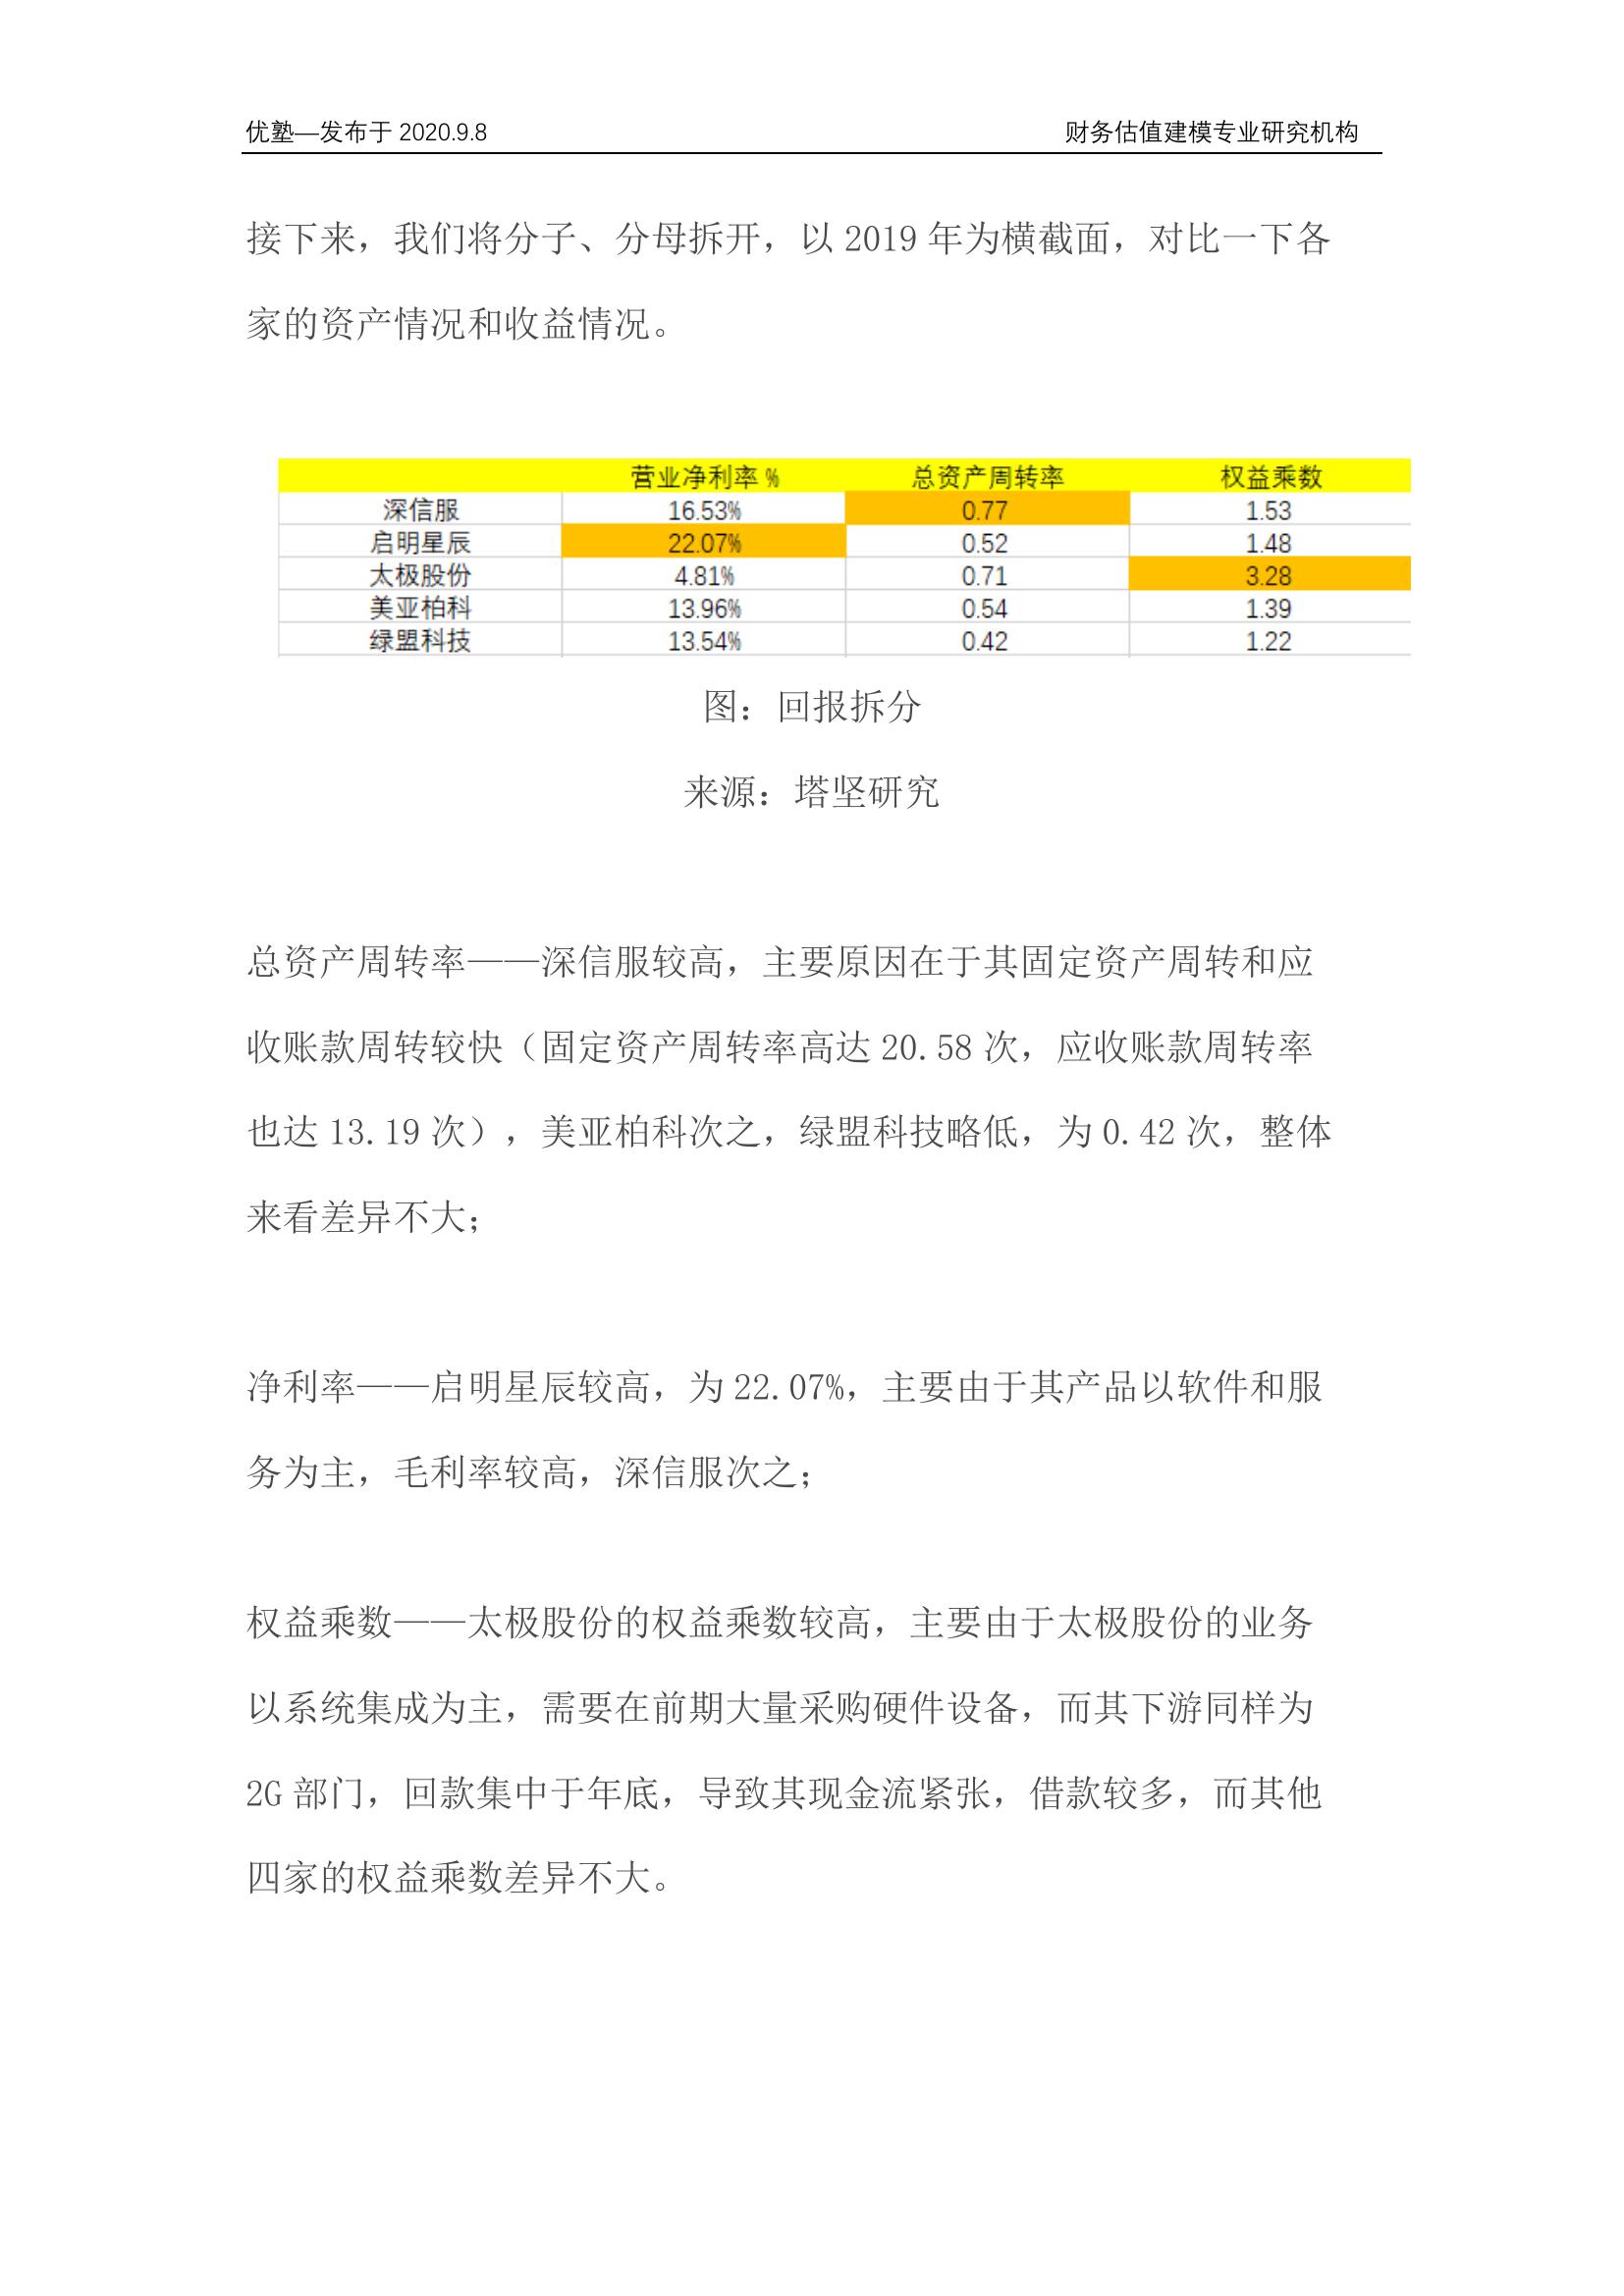 优塾—发布于 2020.9.8 财务估值建模专业研究机构
接下来，我们将分子、分母拆开，以 2019 年为横截面，对比一下各
家的资产情况和收益情况。
营业净利率 % 总资产周转率 权益乘数
深信服 16.53% 0.77 1.53
启明星辰 22.07% 0.52 1.48
太极股份 4.81% 0.71 3.28
美亚柏科 13.96% 0.54 1.39
绿盟科技 13.54% 0.42 1.22
图：回报拆分
来源：塔坚研究
总资产周转率——深信服较高，主要原因在于其固定资产周转和应
收账款周转较快（固定资产周转率高达 20.58 次，应收账款周转率
也达 13.19 次），美亚柏科次之，绿盟科技略低，为 0.42 次，整体
来看差异不大；
净利率——启明星辰较高，为 22.07%，主要由于其产品以软件和服
务为主，毛利率较高，深信服次之；
权益乘数——太极股份的权益乘数较高，主要由于太极股份的业务
以系统集成为主，需要在前期大量采购硬件设备，而其下游同样为
2G 部门，回款集中于年底，导致其现金流紧张，借款较多，而其他
四家的权益乘数差异不大。